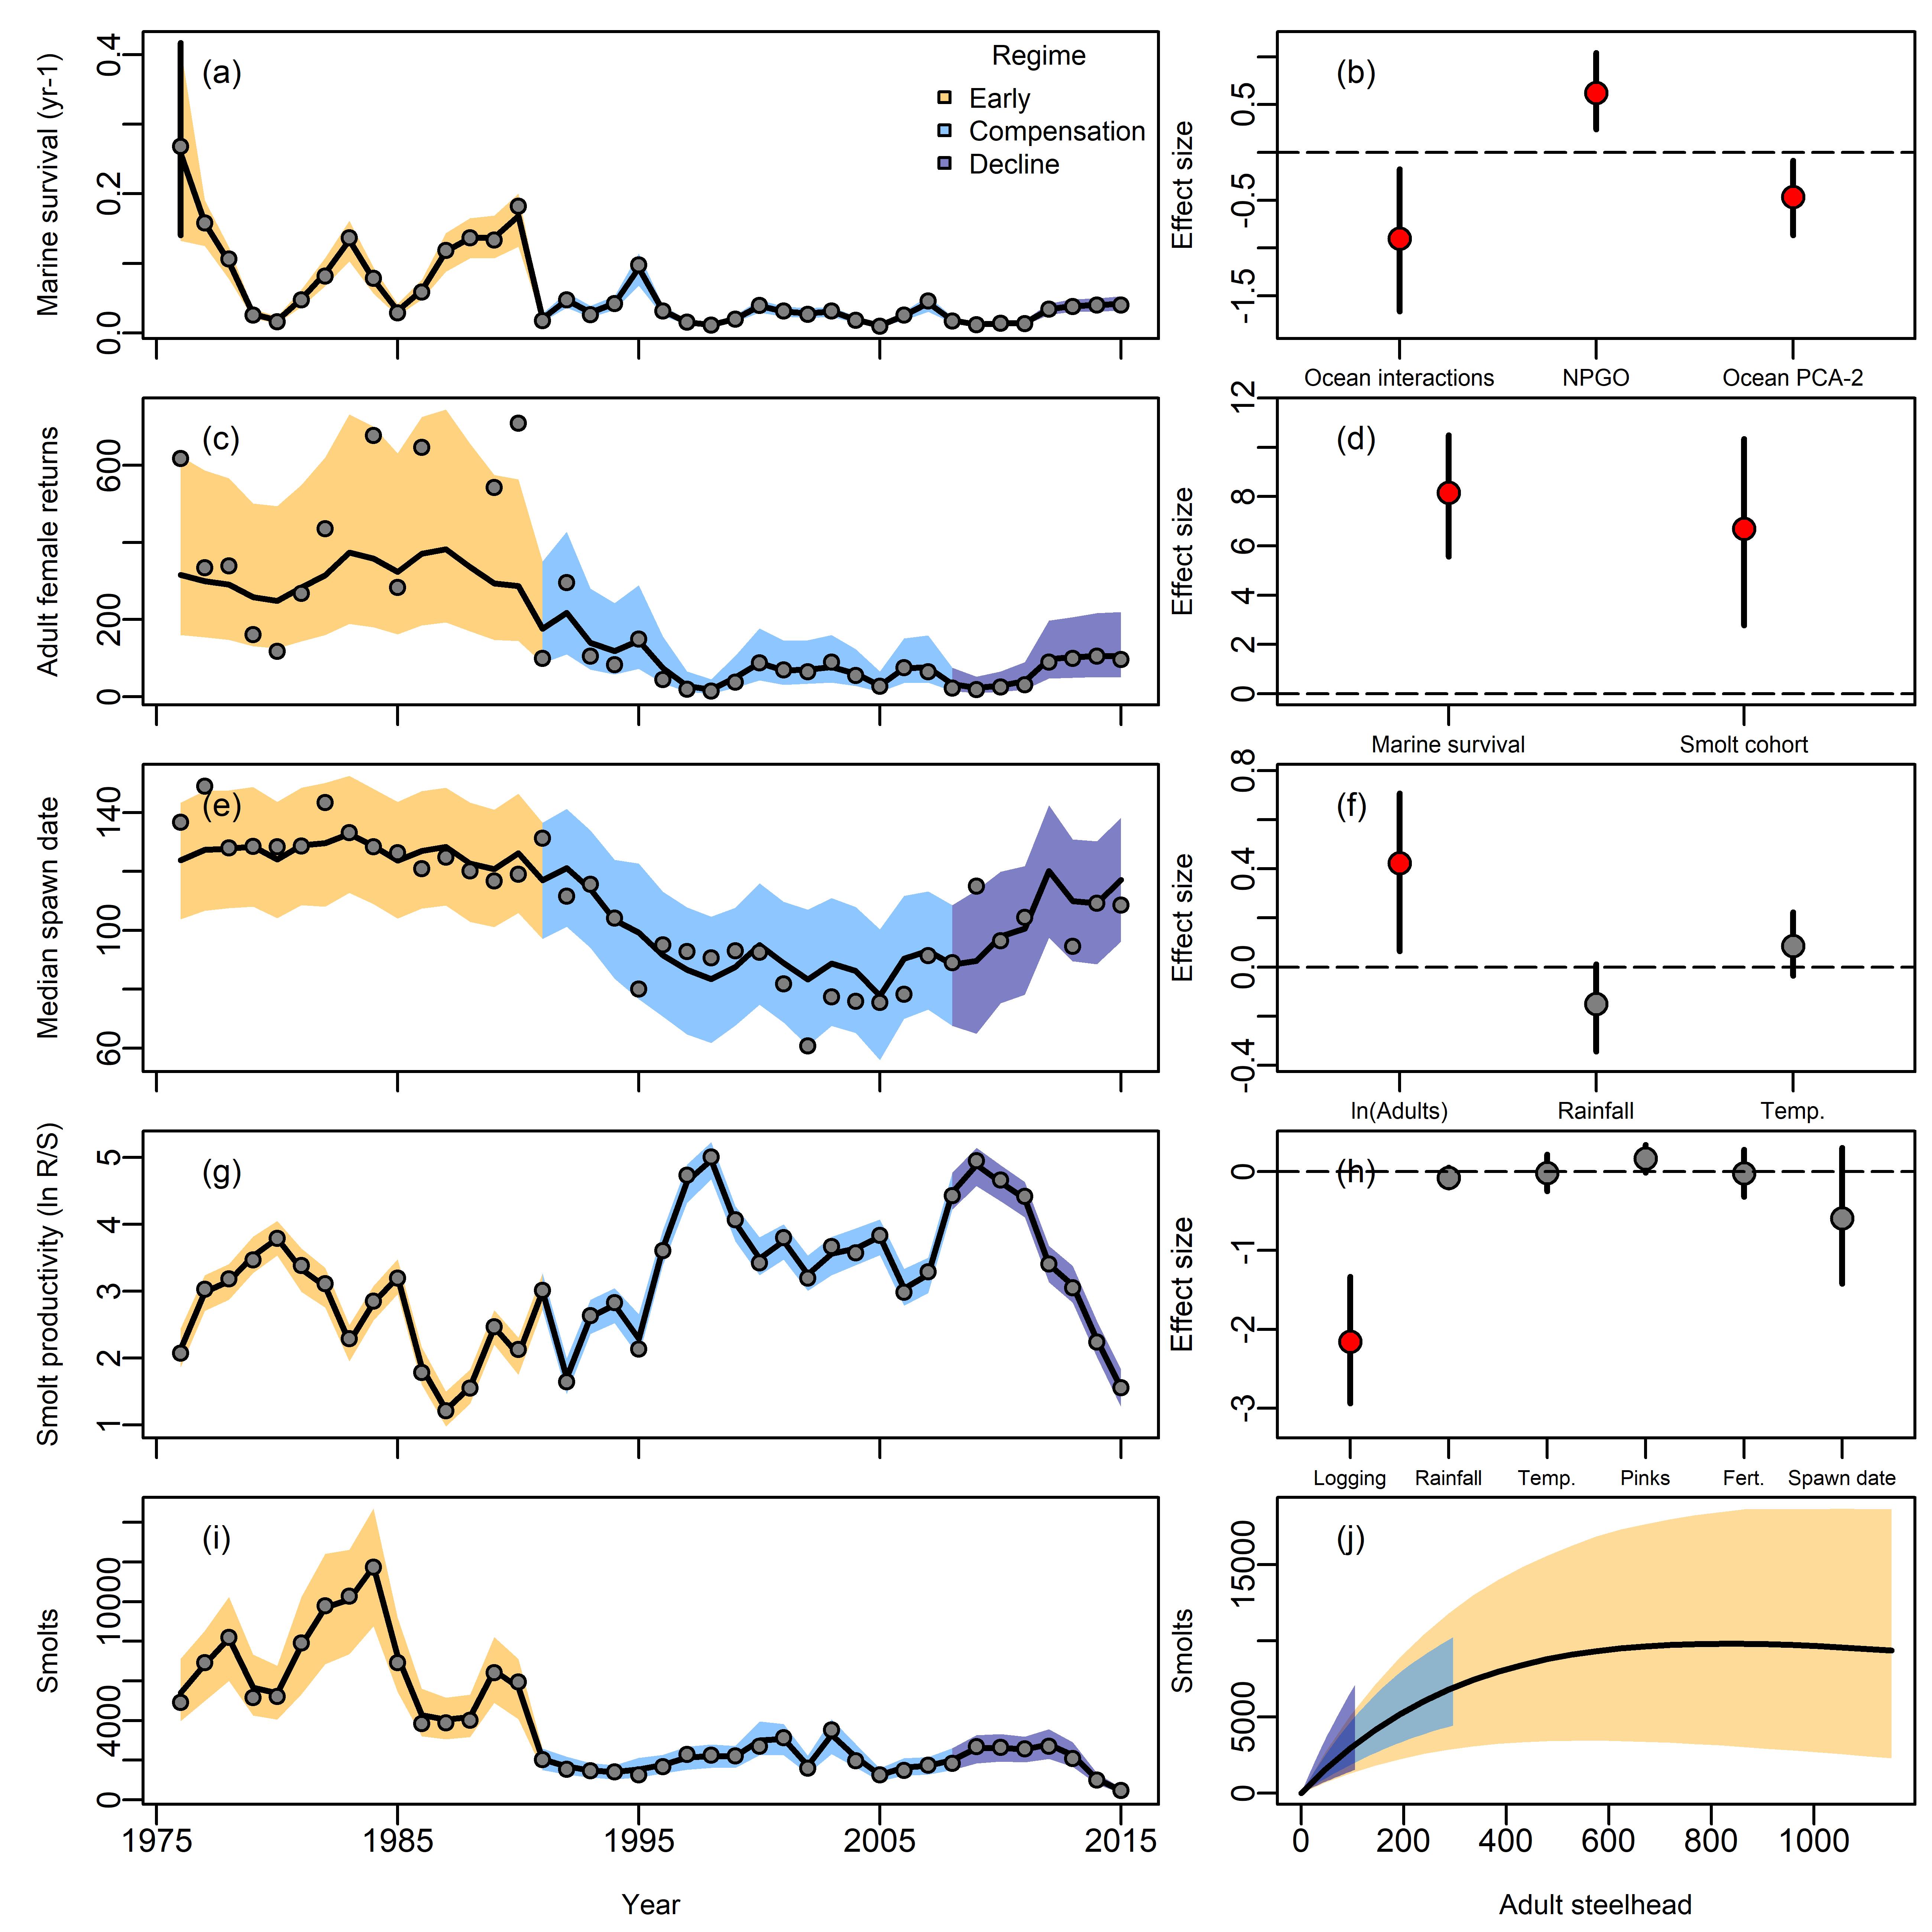 Marine survival (yr-1)
0.0 0.2 0.4
(a)
Regime
Early
Compensation
Decline
Effect size
-1.5 -0.5 0.5
(b)
Ocean interactions NPGO Ocean PCA-2
Adult female returns
0 200 600
(c)
Effect size
0 2 4 6 8 12
(d)
Marine survival Smolt cohort
Median spawn date
60 100 140
(e)
Effect size
-0.4 0.0 0.4 0.8
(f)
ln(Adults) Rainfall Temp.
Smolt productivity (ln R/S)
1 2 3 4 5
(g)
Effect size
-3 -2 -1 0
(h)
Logging Rainfall Temp. Pinks Fert. Spawn date
Smolts
0 4000 10000
(i)
1975 1985 1995 2005 2015
Year
Smolts
0 5000 15000
(j)
0 200 400 600 800 1000
Adult steelhead